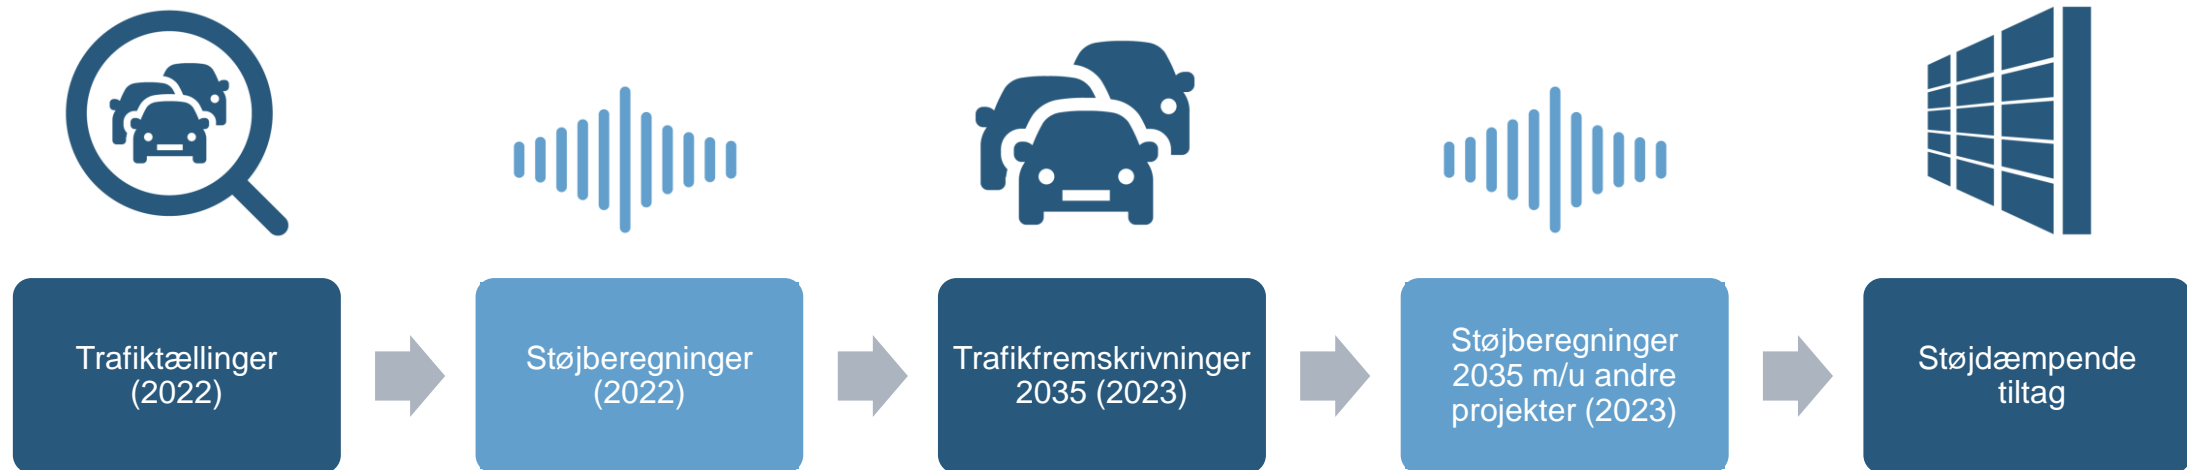 Trafiktællinger
(2022)
Støjberegninger
(2022)
Trafikfremskrivninger
2035 (2023)
Støjberegninger
2035 m/u andre
projekter (2023)
Støjdæmpende
tiltag